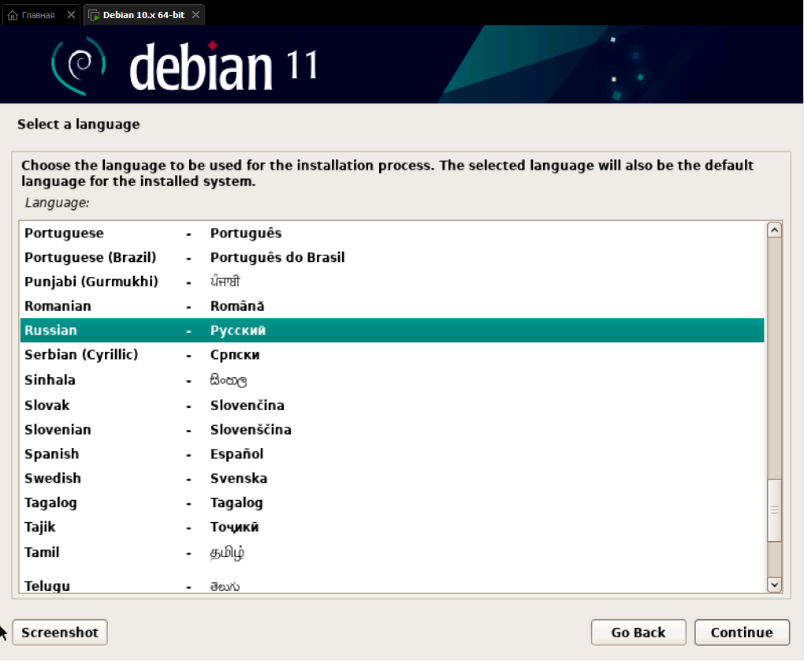 Главная
Debian 10.x 64-bit
debian 11
Select a language
Choose the language to be used for the installation process. The selected language will also be the default
language for the installed system.
Language:
Portuguese - Português
Portuguese (Brazil) - Português do Brasil
Punjabi (Gurmukhi) - ਪੰਜਾਬੀ
Romanian - Română
Russian - Русский
Serbian (Cyrillic) - Српски
Sinhala - සිංහල
Slovak - Slovenčina
Slovenian - Slovenščina
Spanish - Español
Swedish - Svenska
Tagalog - Tagalog
Tajik - Тоҷикӣ
Tamil - தமிழ்
Telugu - తెలుగు
Screenshot
Go Back
Continue